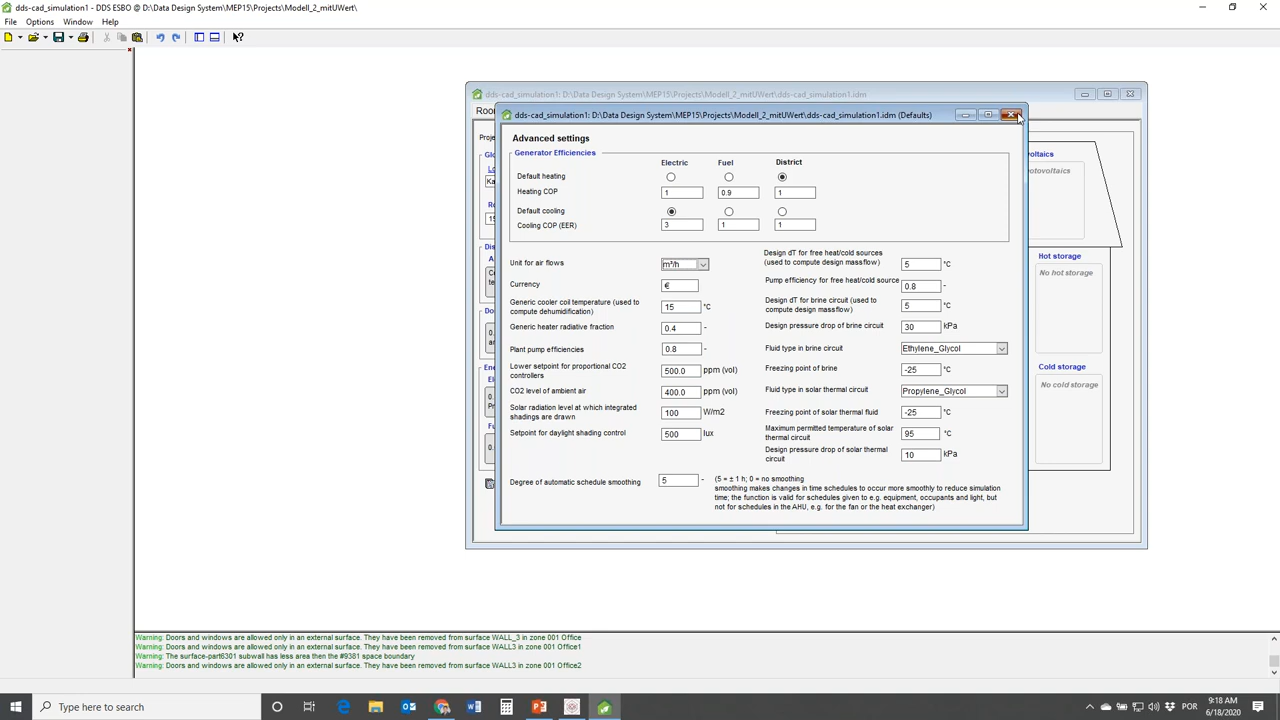 dds-cad_simulation1 - DDS ESBO @ D:\Data Design System\MEP15\Projects\Modell_2_mitUWert\
File Options Window Help
dds-cad_simulation1: D:\Data Design System\MEP15\Projects\Modell_2_mitUWert\dds-cad_simulation1.idm
dds-cad_simulation1: D:\Data Design System\MEP15\Projects\Modell_2_mitUWert\dds-cad_simulation1.idm (Defaults)
Advanced settings
Generator Efficiencies
Electric Fuel District
Default heating
Heating COP 1 0.9 1
Default cooling
Cooling COP (EER) 3 1 1
Unit for air flows m³/h
Currency €
Generic cooler coil temperature (used to
compute dehumidification) 15 °C
Generic heater radiative fraction 0.4 -
Plant pump efficiencies 0.8 -
Lower setpoint for proportional CO2
controllers 500.0 ppm (vol)
CO2 level of ambient air 400.0 ppm (vol)
Solar radiation level at which integrated
shadings are drawn 100 W/m2
Setpoint for daylight shading control 500 lux
Design dT for free heat/cold sources
(used to compute design massflow) 5 °C
Pump efficiency for free heat/cold source 0.8 -
Design dT for brine circuit (used to
compute design massflow) 5 °C
Design pressure drop of brine circuit 30 kPa
Fluid type in brine circuit Ethylene_Glycol
Freezing point of brine -25 °C
Fluid type in solar thermal circuit Propylene_Glycol
Freezing point of solar thermal fluid -25 °C
Maximum permitted temperature of solar
thermal circuit 95 °C
Design pressure drop of solar thermal
circuit 10 kPa
Degree of automatic schedule smoothing 5 -
(5 = ± 1 h; 0 = no smoothing
smoothing makes changes in time schedules to occur more smoothly to reduce simulation
time; the function is valid for schedules given to e.g. equipment, occupants and light, but
not for schedules in the AHU, e.g. for the fan or the heat exchanger)
Hot storage
No hot storage
Cold storage
No cold storage
Warning: Doors and windows are allowed only in an external surface. They have been removed from surface WALL_3 in zone 001 Office
Warning: Doors and windows are allowed only in an external surface. They have been removed from surface WALL3 in zone 001 Office1
Warning: The surface-part6301 subwall has less area then the #9381 space boundary
Warning: Doors and windows are allowed only in an external surface. They have been removed from surface WALL3 in zone 001 Office2
Type here to search
POR
9:18 AM
6/18/2020